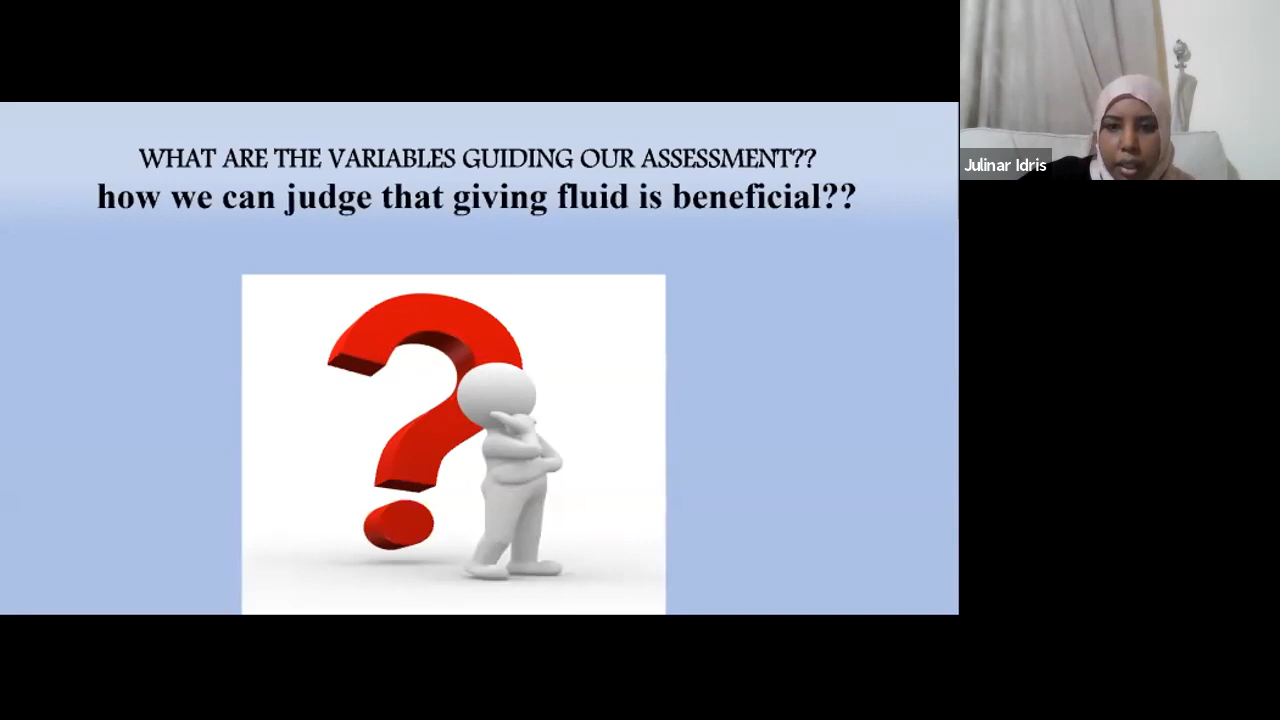 WHAT ARE THE VARIABLES GUIDING OUR ASSESSMENT??
how we can judge that giving fluid is beneficial??
Julinar Idris